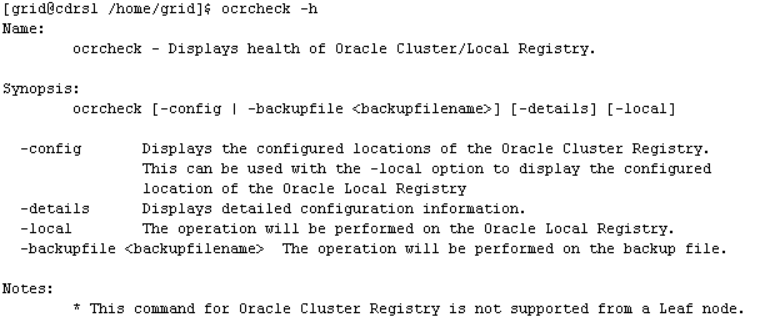 [grid@cdrsl /home/grid]$ ocrcheck -h
Name:
ocrcheck - Displays health of Oracle Cluster/Local Registry.
Synopsis:
ocrcheck [-config | -backupfile <backupfilename>] [-details] [-local]
-config Displays the configured locations of the Oracle Cluster Registry.
This can be used with the -local option to display the configured
location of the Oracle Local Registry
-details Displays detailed configuration information.
-local The operation will be performed on the Oracle Local Registry.
-backupfile <backupfilename> The operation will be performed on the backup file.
Notes:
* This command for Oracle Cluster Registry is not supported from a Leaf node.